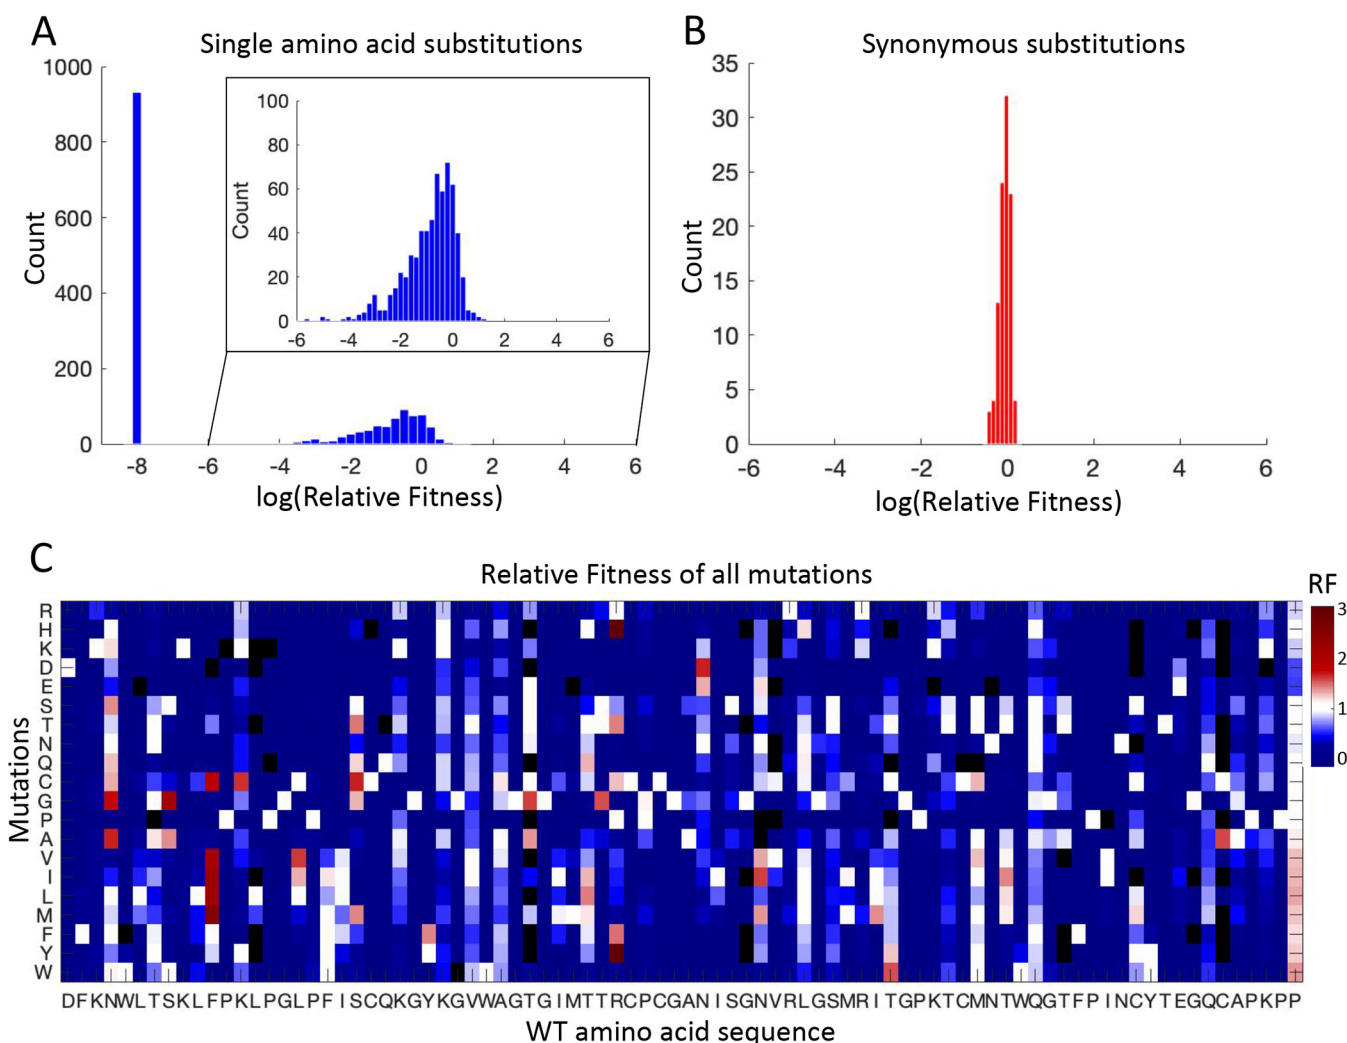 A
Single amino acid substitutions
1000
800
600
400
200
0
Count
-8
-6
-4
-2
0
2
4
6
log(Relative Fitness)
100
80
60
40
20
0
Count
-6
-4
-2
0
2
4
6
B
Synonymous substitutions
35
30
25
20
15
10
5
0
Count
-6
-4
-2
0
2
4
6
log(Relative Fitness)
C
Relative Fitness of all mutations
RF
3
2
1
0
Mutations
R
H
K
D
E
S
T
N
Q
C
G
P
A
V
I
L
M
F
Y
W
DFKNWLTSKLFPKLPGLPFISCQKGYKGVWAGTGIMTTRCPCGANISGNVRLGSMRITGPKTCMNTWQGTFPINCYTEGQCAPKPP
WT amino acid sequence